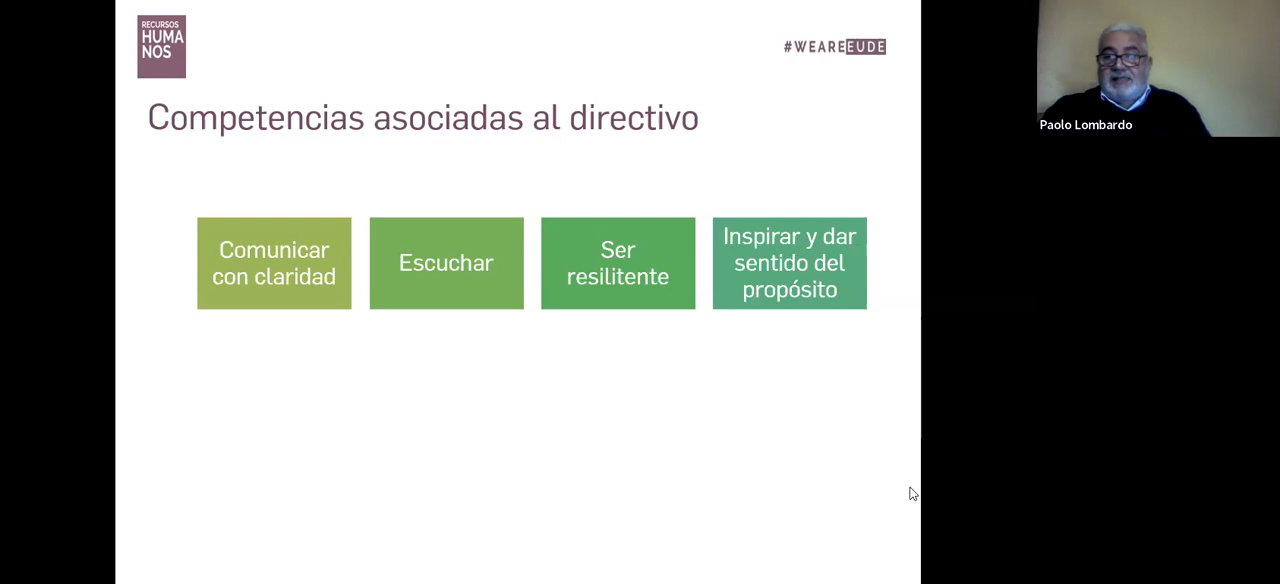 RECURSOS
HUMA
NOS
#WEAREEUDE
Competencias asociadas al directivo
Comunicar
con claridad
Escuchar
Ser
resilitente
Inspirar y dar
sentido del
propósito
Paolo Lombardo